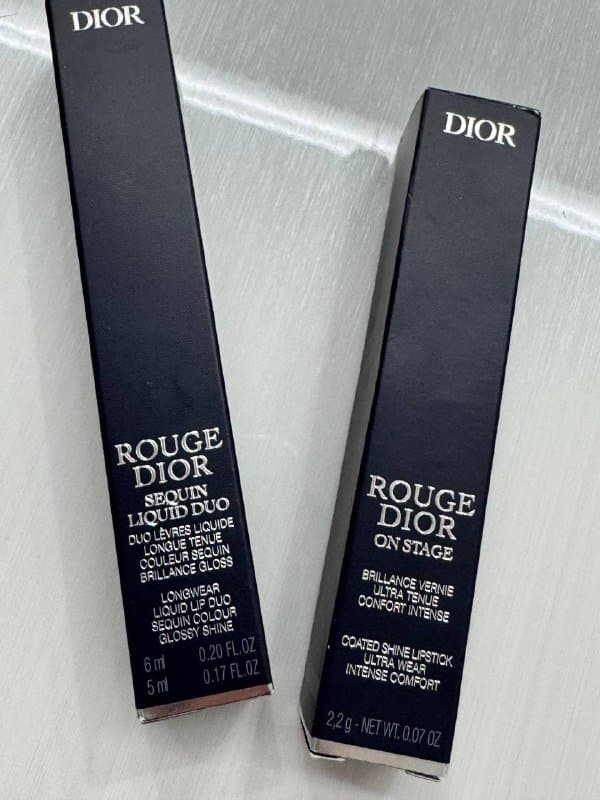 DIOR
ROUGE
DIOR
SEQUIN
LIQUID DUO
DUO LÈVRES LIQUIDE
LONGUE TENUE
COULEUR SEQUIN
BRILLANCE GLOSS
LONGWEAR
LIQUID LIP DUO
SEQUIN COLOUR
GLOSSY SHINE
6 ml 0.20 FL.OZ
5 ml 0.17 FL.OZ
DIOR
ROUGE
DIOR
ON STAGE
BRILLANCE VERNIE
ULTRA TENUE
CONFORT INTENSE
COATED SHINE LIPSTICK
ULTRA WEAR
INTENSE COMFORT
2,2 g - NET WT. 0.07 OZ